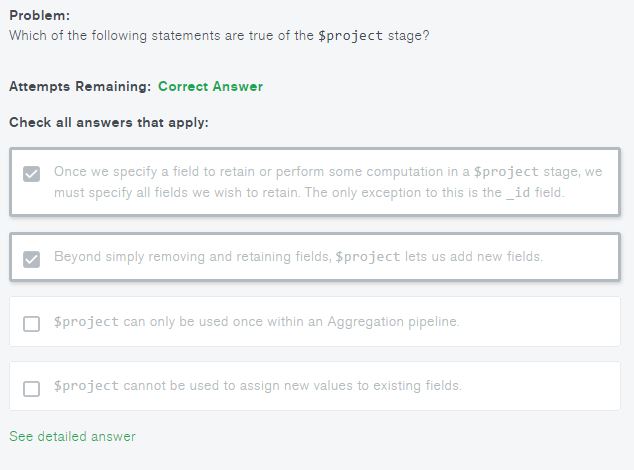 Problem:
Which of the following statements are true of the $project stage?
Attempts Remaining: Correct Answer
Check all answers that apply:
Once we specify a field to retain or perform some computation in a $project stage, we
must specify all fields we wish to retain. The only exception to this is the _id field.
Beyond simply removing and retaining fields, $project lets us add new fields.
$project can only be used once within an Aggregation pipeline.
$project cannot be used to assign new values to existing fields.
See detailed answer